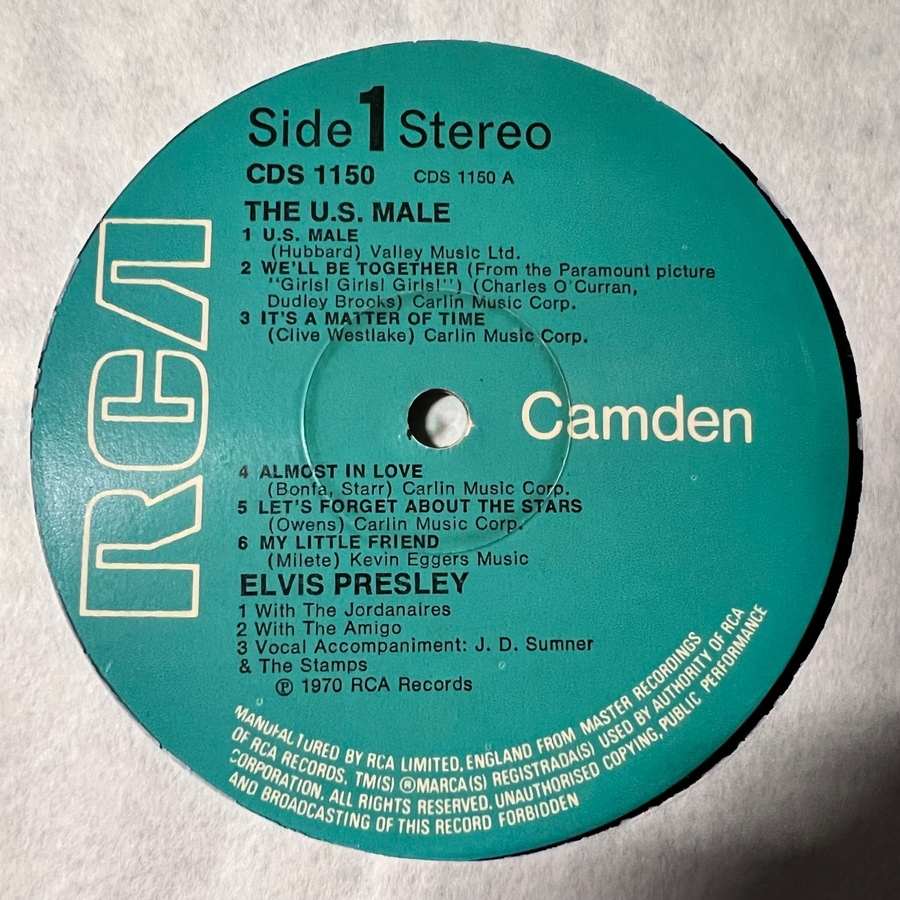 Side 1 Stereo
CDS 1150 CDS 1150 A
THE U.S. MALE
1 U.S. MALE
(Hubbard) Valley Music Ltd.
2 WE'LL BE TOGETHER (From the Paramount picture
"Girls! Girls! Girls!") (Charles O'Curran,
Dudley Brooks) Carlin Music Corp.
3 IT'S A MATTER OF TIME
(Clive Westlake) Carlin Music Corp.
RCA
Camden
4 ALMOST IN LOVE
(Bonfa, Starr) Carlin Music Corp.
5 LET'S FORGET ABOUT THE STARS
(Owens) Carlin Music Corp.
6 MY LITTLE FRIEND
(Milete) Kevin Eggers Music
ELVIS PRESLEY
1 With The Jordanaires
2 With The Amigo
3 Vocal Accompaniment: J. D. Sumner
& The Stamps
℗ 1970 RCA Records
MANUFACTURED BY RCA LIMITED, ENGLAND FROM MASTER RECORDINGS
OF RCA RECORDS, TM(S) ® MARCA(S) REGISTRADA(S) USED BY AUTHORITY OF RCA
CORPORATION, ALL RIGHTS RESERVED, UNAUTHORISED COPYING, PUBLIC PERFORMANCE
AND BROADCASTING OF THIS RECORD FORBIDDEN